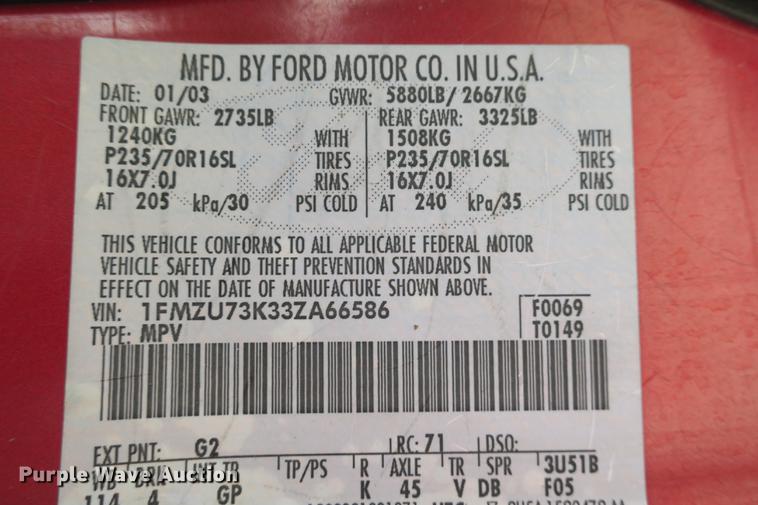 MFD. BY FORD MOTOR CO. IN U.S.A.
DATE: 01/03 GVWR: 5880LB/ 2667KG
FRONT GAWR: 2735LB REAR GAWR: 3325LB
1240KG WITH 1508KG WITH
P235/70R16SL TIRES P235/70R16SL TIRES
16X7.0J RIMS 16X7.0J RIMS
AT 205 kPa/30 PSI COLD AT 240 kPa/35 PSI COLD
THIS VEHICLE CONFORMS TO ALL APPLICABLE FEDERAL MOTOR
VEHICLE SAFETY AND THEFT PREVENTION STANDARDS IN
EFFECT ON THE DATE OF MANUFACTURE SHOWN ABOVE.
VIN: 1FMZU73K33ZA66586 F0069
TYPE: MPV T0149
EXT PNT: G2 RC: 71 DSO:
WB TP/PS R AXLE TR SPR 3U51B
114 4 GP K 45 V DB F05
Purple Wave Auction